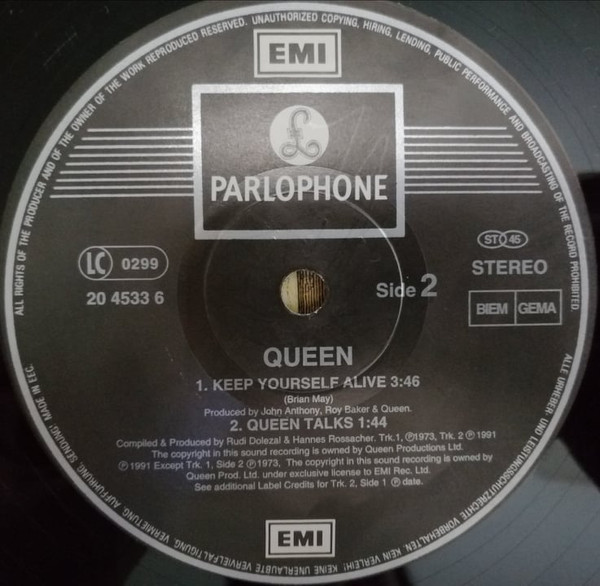 ALL RIGHTS OF THE PRODUCER AND OF THE OWNER OF THE WORK REPRODUCED RESERVED. UNAUTHORIZED COPYING, HIRING, LENDING, PUBLIC PERFORMANCE AND BROADCASTING OF THE RECORD PROHIBITED.
EMI
£
PARLOPHONE
LC 0299
20 4533 6
Side 2
ST 45
STEREO
BIEM GEMA
QUEEN
1. KEEP YOURSELF ALIVE 3:46
(Brian May)
Produced by John Anthony, Roy Baker & Queen.
2. QUEEN TALKS 1:44
Compiled & Produced by Rudi Dolezal & Hannes Rossacher. Trk.1, ℗1973, Trk. 2 ℗ 1991
The copyright in this sound recording is owned by Queen Productions Ltd.
℗ 1991 Except Trk. 1, Side 2 ℗ 1973, The copyright in this sound recording is owned by
Queen Prod. Ltd. under exclusive license to EMI Rec. Ltd.
See additional Label Credits for Trk. 2, Side 1 ℗ date.
EMI
ALLE URHEBER- UND LEISTUNGSSCHUTZRECHTE VORBEHALTEN. KEIN VERLEIH! KEINE UNERLAUBTE VERVIELFÄLTIGUNG, VERMIETUNG, AUFFÜHRUNG, SENDUNG! MADE IN EEC.